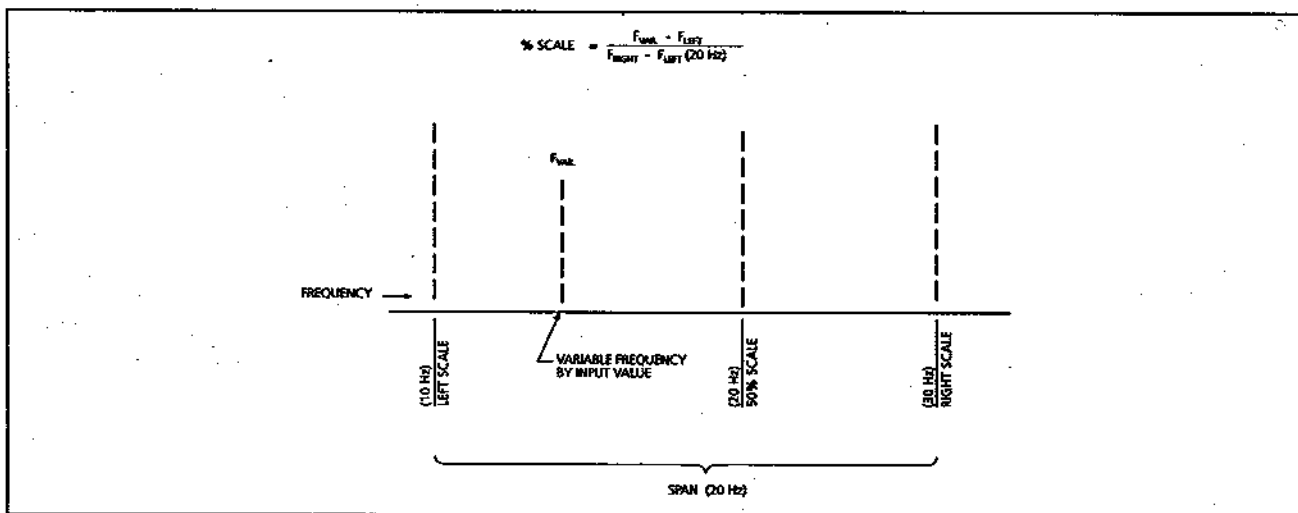 % SCALE = F_VAR. - F_LEFT
F_RIGHT - F_LEFT (20 Hz)
F_VAR.
FREQUENCY
VARIABLE FREQUENCY
BY INPUT VALUE
(10 Hz)
LEFT SCALE
(20 Hz)
50% SCALE
(30 Hz)
RIGHT SCALE
SPAN (20 Hz)